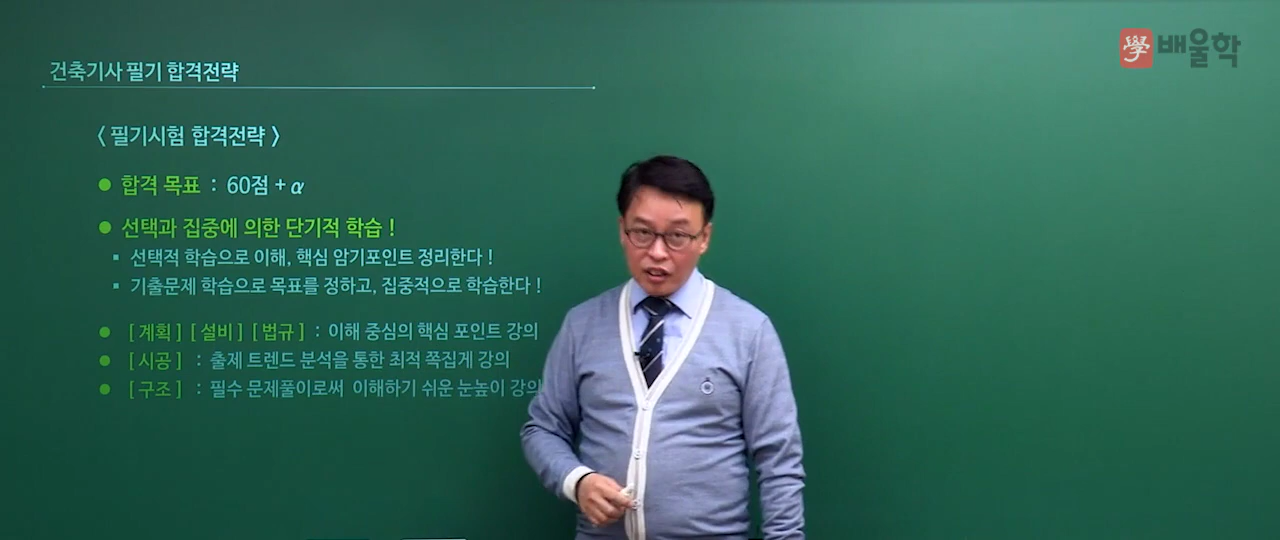 學 배울학
건축기사 필기 합격전략
< 필기시험 합격전략 >
● 합격 목표 : 60점 + α
● 선택과 집중에 의한 단기적 학습 !
▪ 선택적 학습으로 이해, 핵심 암기포인트 정리한다 !
▪ 기출문제 학습으로 목표를 정하고, 집중적으로 학습한다 !
● [ 계획 ] [ 설비 ] [ 법규 ] : 이해 중심의 핵심 포인트 강의
● [ 시공 ] : 출제 트렌드 분석을 통한 최적 쪽집게 강의
● [ 구조 ] : 필수 문제풀이로써 이해하기 쉬운 눈높이 강의